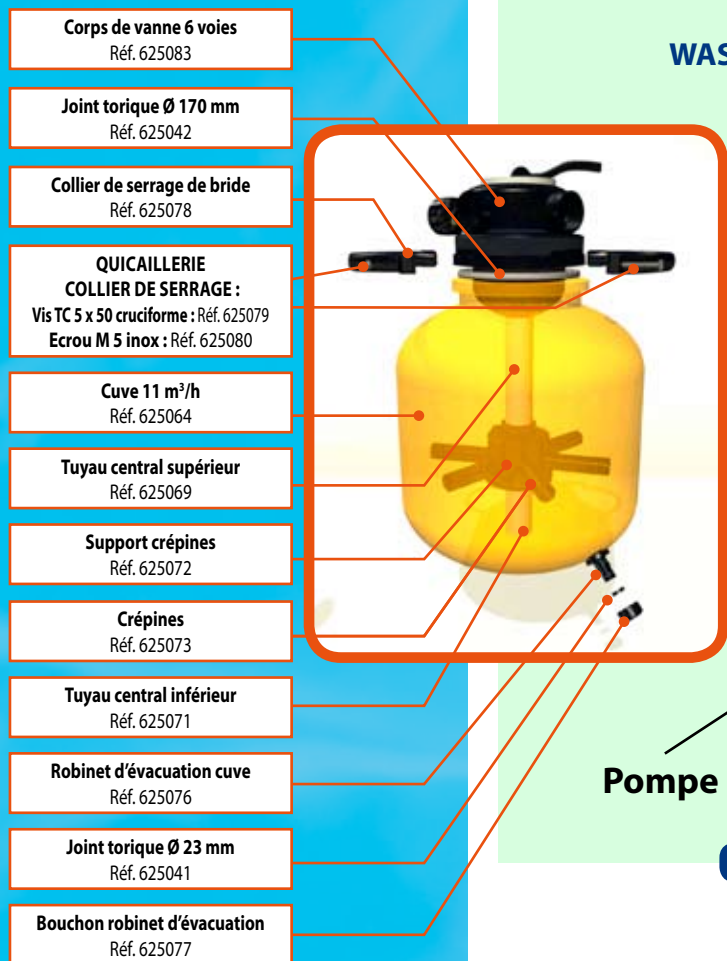 Corps de vanne 6 voies
Réf. 625083
Joint torique Ø 170 mm
Réf. 625042
Collier de serrage de bride
Réf. 625078
QUICAILLERIE
COLLIER DE SERRAGE :
Vis TC 5 x 50 cruciforme : Réf. 625079
Ecrou M 5 inox : Réf. 625080
Cuve 11 m³/h
Réf. 625064
Tuyau central supérieur
Réf. 625069
Support crépines
Réf. 625072
Crépines
Réf. 625073
Tuyau central inférieur
Réf. 625071
Robinet d’évacuation cuve
Réf. 625076
Joint torique Ø 23 mm
Réf. 625041
Bouchon robinet d’évacuation
Réf. 625077
WAS
Pompe